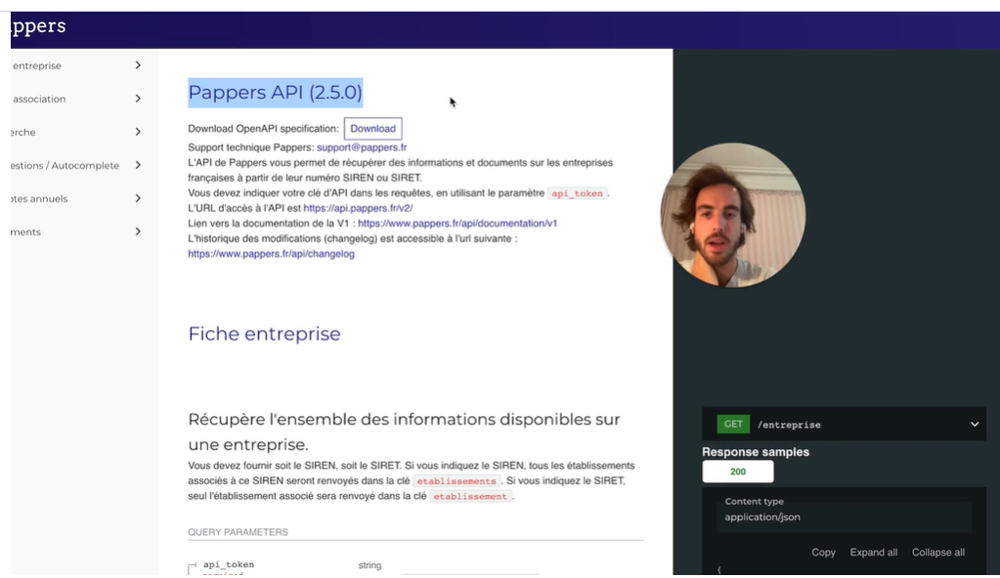 ppers
entreprise
association
erche
estions / Autocomplete
tes annuels
ments
Pappers API (2.5.0)
Download OpenAPI specification: Download
Support technique Pappers: support@pappers.fr
L'API de Pappers vous permet de récupérer des informations et documents sur les entreprises
françaises à partir de leur numéro SIREN ou SIRET.
Vous devez indiquer votre clé d'API dans les requêtes, en utilisant le paramètre api_token.
L'URL d'accès à l'API est https://api.pappers.fr/v2/
Lien vers la documentation de la V1 : https://www.pappers.fr/api/documentation/v1
L'historique des modifications (changelog) est accessible à l'url suivante :
https://www.pappers.fr/api/changelog
Fiche entreprise
Récupère l'ensemble des informations disponibles sur
une entreprise.
Vous devez fournir soit le SIREN, soit le SIRET. Si vous indiquez le SIREN, tous les établissements
associés à ce SIREN seront renvoyés dans la clé etablissements. Si vous indiquez le SIRET,
seul l'établissement associé sera renvoyé dans la clé etablissement.
QUERY PARAMETERS
api_token string
GET /entreprise
Response samples
200
Content type
application/json
Copy Expand all Collapse all
{